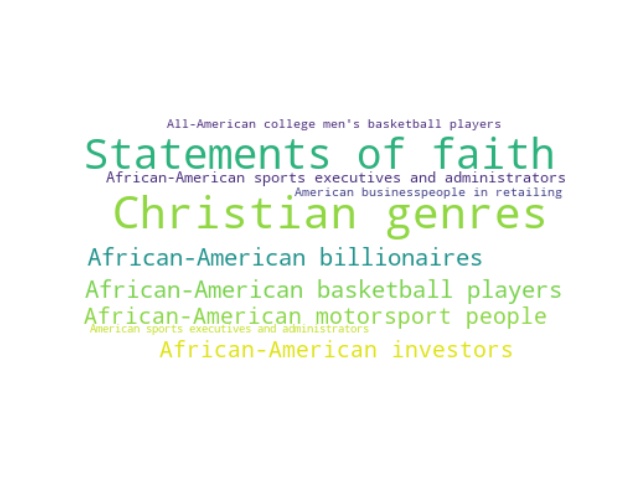 All-American college men's basketball players
Statements of faith
African-American sports executives and administrators
American businesspeople in retailing
Christian genres
African-American billionaires
African-American basketball players
African-American motorsport people
American sports executives and administrators
African-American investors